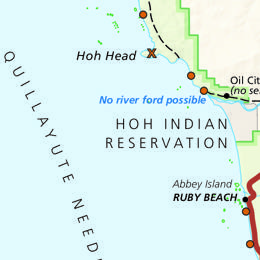 Hoh Head
Oil Cit
(no se
No river ford possible
HOH INDIAN
RESERVATION
QUILLAYUTE NEED
Abbey Island
RUBY BEACH